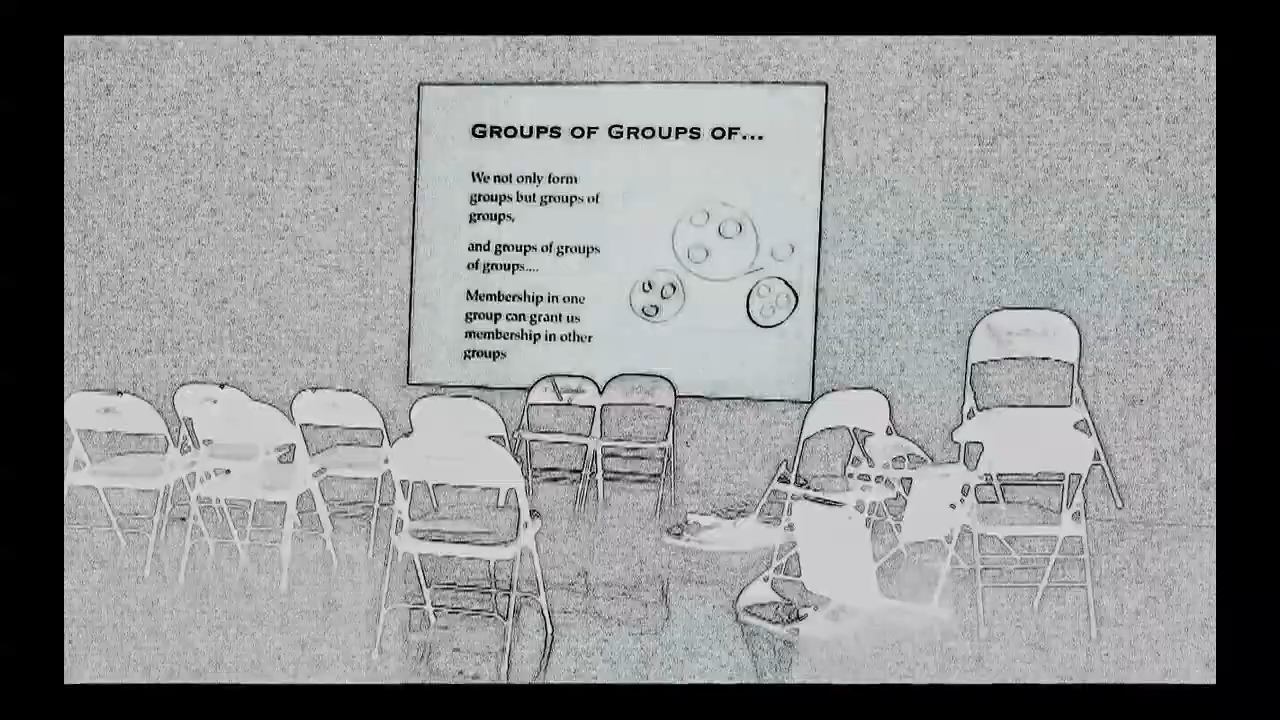 GROUPS OF GROUPS OF...
We not only form
groups but groups of
groups,
and groups of groups
of groups....
Membership in one
group can grant us
membership in other
groups